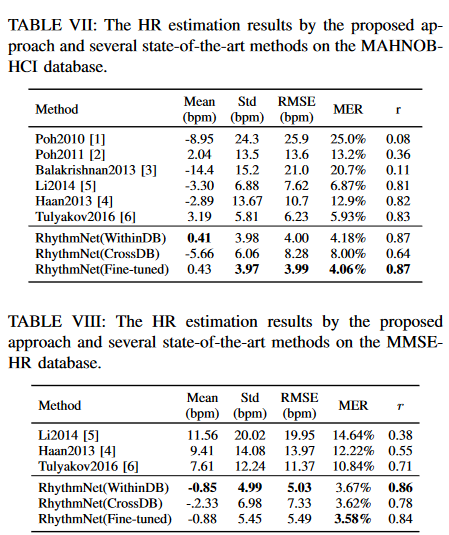 TABLE VII: The HR estimation results by the proposed ap-
proach and several state-of-the-art methods on the MAHNOB-
HCI database.
Method Mean (bpm) Std (bpm) RMSE (bpm) MER r
Poh2010 [1] -8.95 24.3 25.9 25.0% 0.08
Poh2011 [2] 2.04 13.5 13.6 13.2% 0.36
Balakrishnan2013 [3] -14.4 15.2 21.0 20.7% 0.11
Li2014 [5] -3.30 6.88 7.62 6.87% 0.81
Haan2013 [4] -2.89 13.67 10.7 12.9% 0.82
Tulyakov2016 [6] 3.19 5.81 6.23 5.93% 0.83
RhythmNet(WithinDB) 0.41 3.98 4.00 4.18% 0.87
RhythmNet(CrossDB) -5.66 6.06 8.28 8.00% 0.64
RhythmNet(Fine-tuned) 0.43 3.97 3.99 4.06% 0.87
TABLE VIII: The HR estimation results by the proposed
approach and several state-of-the-art methods on the MMSE-
HR database.
Method Mean (bpm) Std (bpm) RMSE (bpm) MER r
Li2014 [5] 11.56 20.02 19.95 14.64% 0.38
Haan2013 [4] 9.41 14.08 13.97 12.22% 0.55
Tulyakov2016 [6] 7.61 12.24 11.37 10.84% 0.71
RhythmNet(WithinDB) -0.85 4.99 5.03 3.67% 0.86
RhythmNet(CrossDB) -.2.33 6.98 7.33 3.62% 0.78
RhythmNet(Fine-tuned) -0.88 5.45 5.49 3.58% 0.84